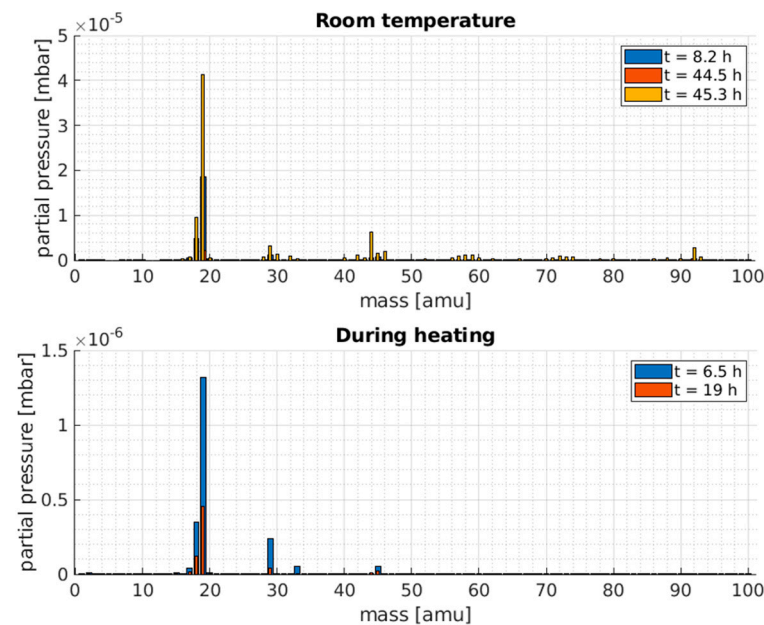 Room temperature
×10⁻⁵
5
4
3
2
1
0
partial pressure [mbar]
t = 8.2 h
t = 44.5 h
t = 45.3 h
0 10 20 30 40 50 60 70 80 90 100
mass [amu]
During heating
×10⁻⁶
1.5
1
0.5
0
partial pressure [mbar]
t = 6.5 h
t = 19 h
0 10 20 30 40 50 60 70 80 90 100
mass [amu]